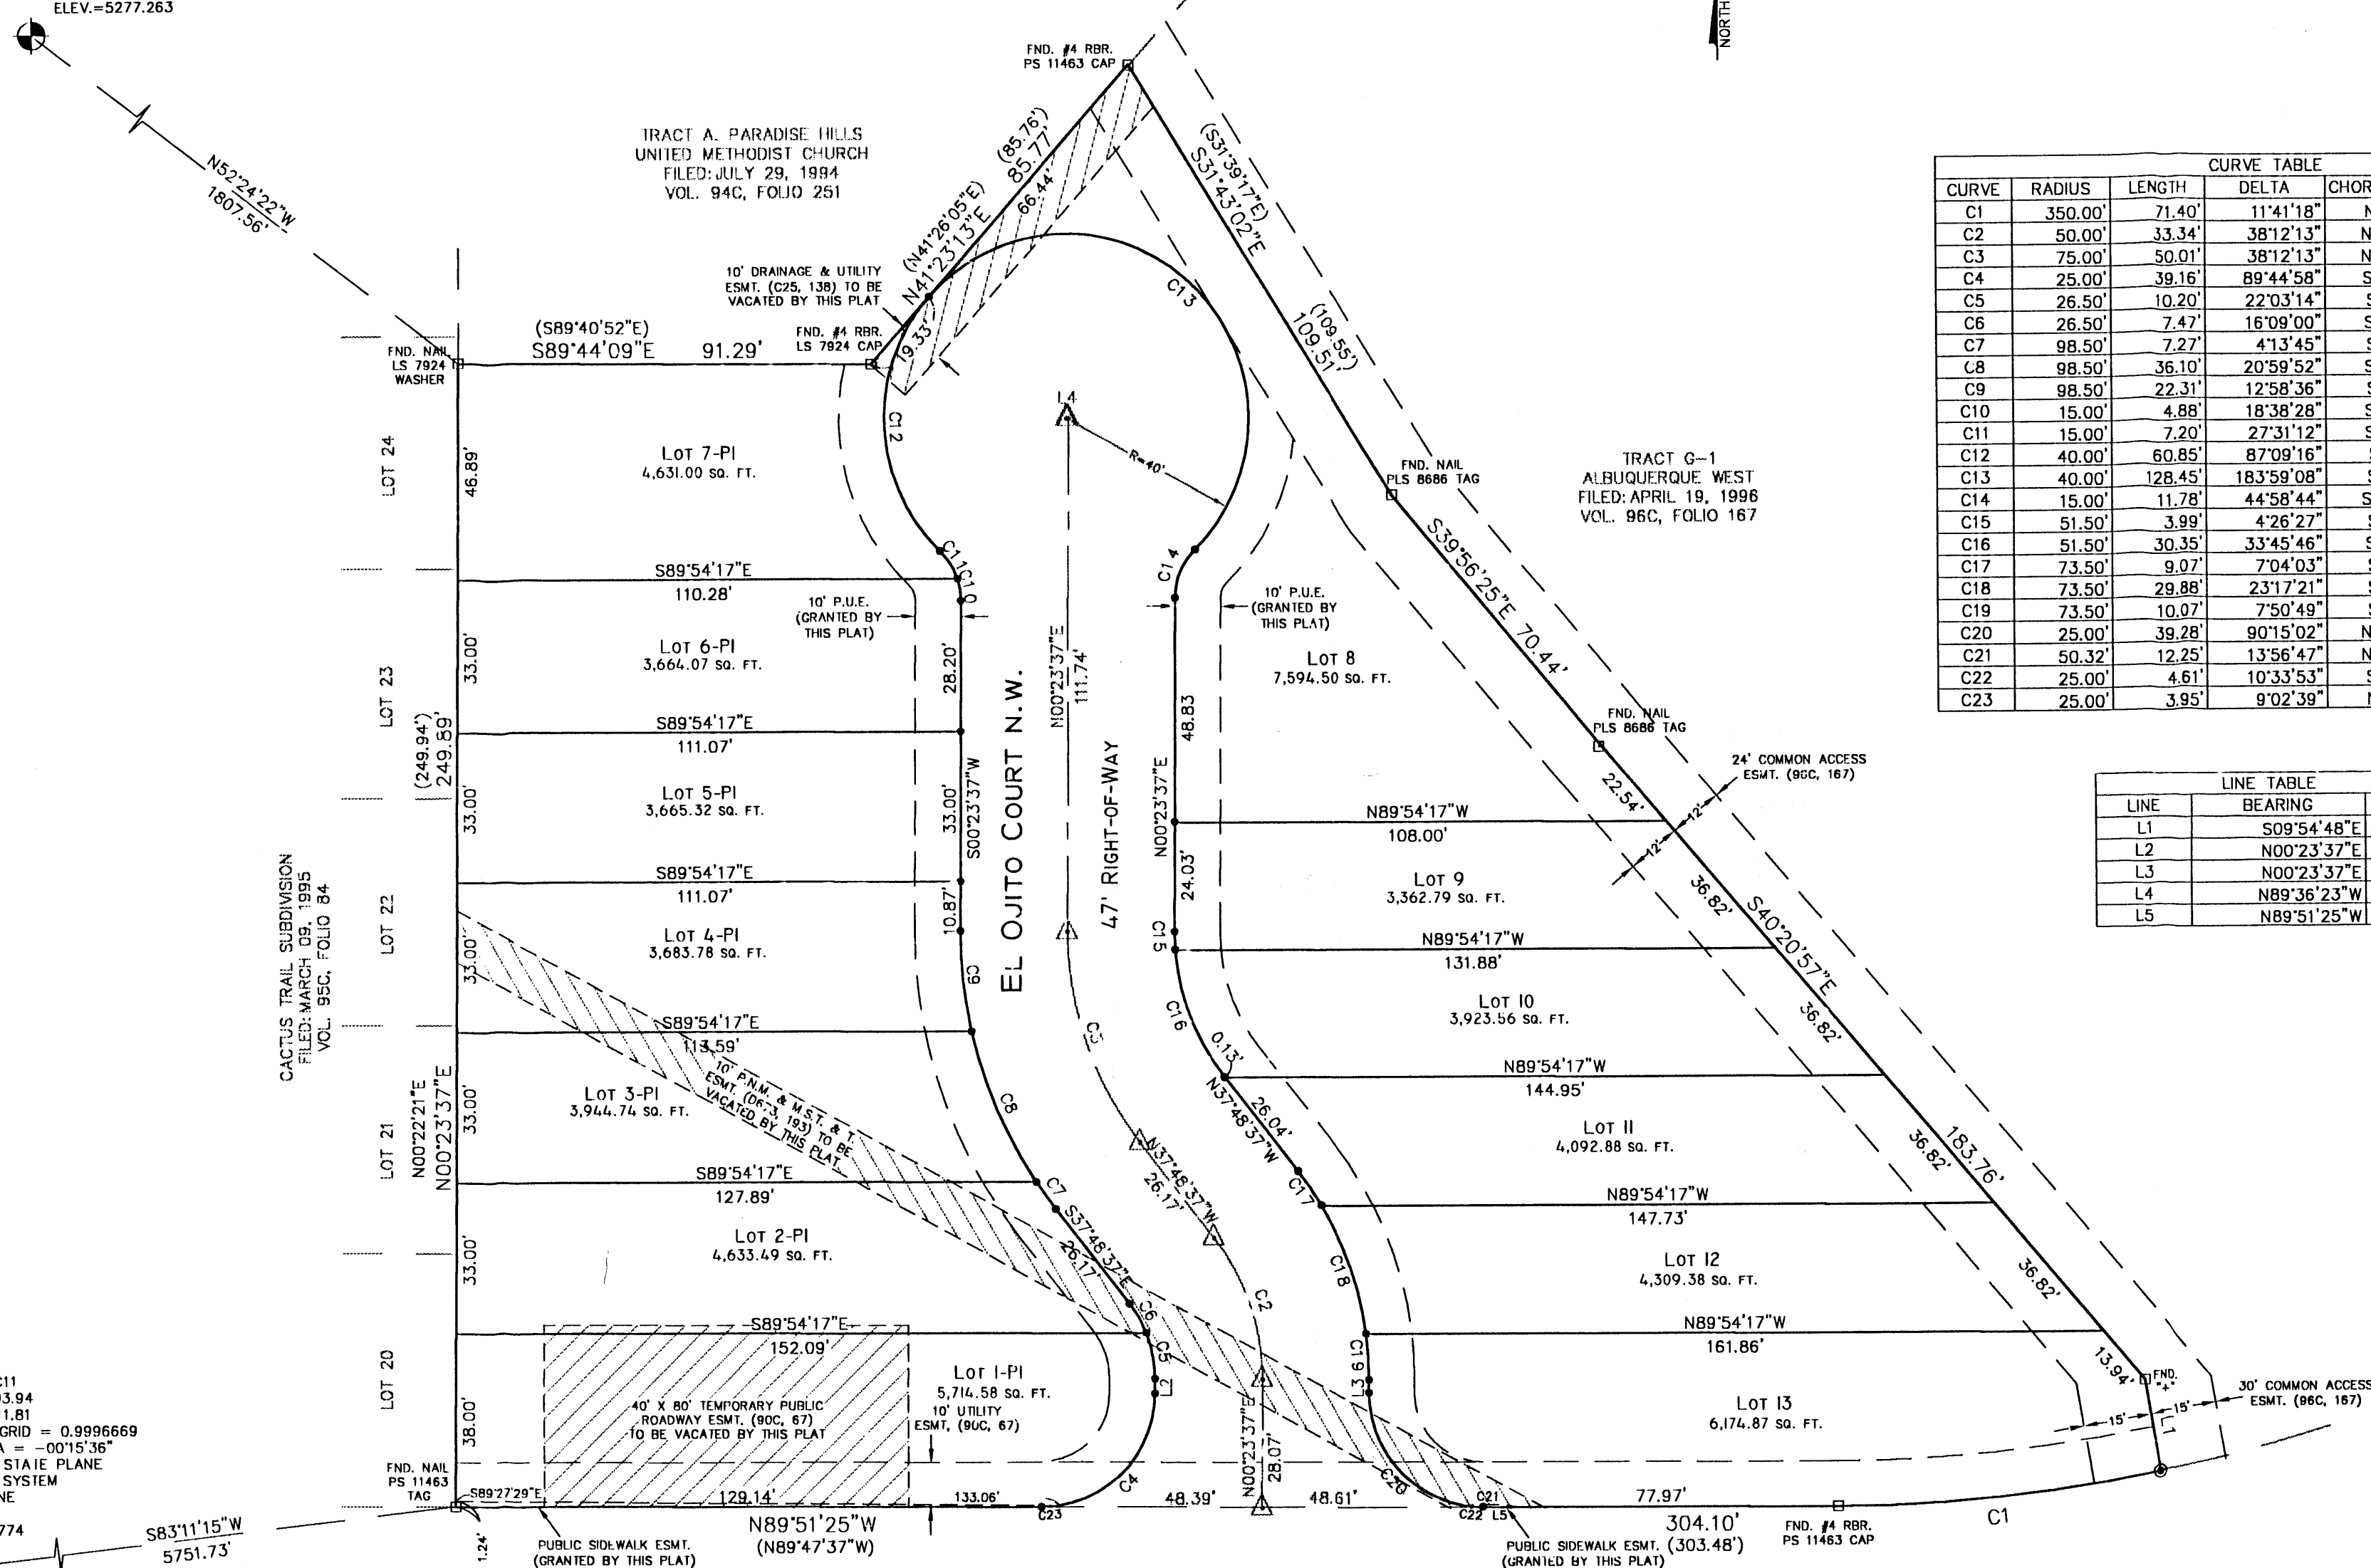 ELEV.=5277.263
NORTH
N52°24'22"W
1807.56'
TRACT A. PARADISE HILLS
UNITED METHODIST CHURCH
FILED: JULY 29, 1994
VOL. 94C, FOLIO 251
FND. #4 RBR.
PS 11463 CAP
(85.76')
85.77'
66.44'
(N41°26'05"E)
N41°23'13"E
19.33'
(S31°39'17"E)
S31°43'02"E
(109.55')
109.51'
10' DRAINAGE & UTILITY
ESMT. (C25, 138) TO BE
VACATED BY THIS PLAT
(S89°40'52"E)
S89°44'09"E 91.29'
FND. #4 RBR.
LS 7924 CAP
FND. NAIL
LS 7924
WASHER
C13
C12
L4
R=40'
C11
C10
C14
FND. NAIL
PLS 8686 TAG
TRACT G-1
ALBUQUERQUE WEST
FILED: APRIL 19, 1996
VOL. 96C, FOLIO 167
S39°56'25"E 70.44'
FND. NAIL
PLS 8686 TAG
24' COMMON ACCESS
ESMT. (96C, 167)
12'
12'
LOT 24
LOT 23
LOT 22
LOT 21
LOT 20
CACTUS TRAIL SUBDIVISION
FILED: MARCH 09, 1995
VOL. 95C, FOLIO 84
(249.94')
249.89'
N00°22'21"E
N00°23'37"E
46.89'
33.00'
33.00'
33.00'
33.00'
33.00'
38.00'
LOT 7-P1
4,631.00 SQ. FT.
S89°54'17"E
110.28'
10' P.U.E.
(GRANTED BY
THIS PLAT)
LOT 6-P1
3,664.07 SQ. FT.
28.20'
S89°54'17"E
111.07'
LOT 5-P1
3,665.32 SQ. FT.
33.00'
S00°23'37"W
S89°54'17"E
111.07'
10.87'
LOT 4-P1
3,683.78 SQ. FT.
C9
S89°54'17"E
113.59'
10' P.N.M. & M.S.T. & T.
ESMT. (D673, 193) TO BE
VACATED BY THIS PLAT
LOT 3-P1
3,944.74 SQ. FT.
C8
S89°54'17"E
127.89'
C7
LOT 2-P1
4,633.49 SQ. FT.
S37°48'37"E
26.17'
C6
S89°54'17"E
152.09'
C5
L2
LOT 1-P1
5,714.58 SQ. FT.
10' UTILITY
ESMT, (90C, 67)
40' X 80' TEMPORARY PUBLIC
ROADWAY ESMT. (90C, 67)
TO BE VACATED BY THIS PLAT
C4
EL OJITO COURT N.W.
47' RIGHT-OF-WAY
N00°23'37"E
111.74'
C3
N37°48'37"W
26.17'
C2
N00°23'37"E
28.07'
10' P.U.E.
(GRANTED BY
THIS PLAT)
LOT 8
7,594.50 SQ. FT.
48.83
N00°23'37"E
22.54'
N89°54'17"W
108.00'
24.03'
LOT 9
3,362.79 SQ. FT.
36.82'
S40°20'57"E
183.76'
C15
N89°54'17"W
131.88'
LOT 10
3,923.56 SQ. FT.
C16
36.82'
0.13'
N89°54'17"W
144.95'
N37°48'37"W
26.04'
LOT 11
4,092.88 SQ. FT.
36.82'
C17
N89°54'17"W
147.73'
LOT 12
4,309.38 SQ. FT.
C18
36.82'
N89°54'17"W
161.86'
C19
L3
LOT 13
6,174.87 SQ. FT.
13.94'
FND.
"+"
15'
15'
L1
30' COMMON ACCESS
ESMT. (96C, 167)
C20
C21
C22 L5
77.97'
C1
FND. #4 RBR.
PS 11463 CAP
304.10'
(303.48')
PUBLIC SIDEWALK ESMT.
(GRANTED BY THIS PLAT)
48.39'
48.61'
C23
133.06'
129.14'
N89°51'25"W
(N89°47'37"W)
S89°27'29"E
1.24'
PUBLIC SIDEWALK ESMT.
(GRANTED BY THIS PLAT)
FND. NAIL
PS 11463
TAG
S83°11'15"W
5751.73'
C11
03.94
1.81
GRID = 0.9996669
A = -00°15'36"
STATE PLANE
SYSTEM
NE
774
CURVE TABLE
CURVE RADIUS LENGTH DELTA CHOR
C1 350.00' 71.40' 11°41'18" N
C2 50.00' 33.34' 38°12'13" N
C3 75.00' 50.01' 38°12'13" N
C4 25.00' 39.16' 89°44'58" S
C5 26.50' 10.20' 22°03'14" S
C6 26.50' 7.47' 16°09'00" S
C7 98.50' 7.27' 4°13'45" S
C8 98.50' 36.10' 20°59'52" S
C9 98.50' 22.31' 12°58'36" S
C10 15.00' 4.88' 18°38'28" S
C11 15.00' 7.20' 27°31'12" S
C12 40.00' 60.85' 87°09'16"
C13 40.00' 128.45' 183°59'08"
C14 15.00' 11.78' 44°58'44" S
C15 51.50' 3.99' 4°26'27"
C16 51.50' 30.35' 33°45'46" S
C17 73.50' 9.07' 7°04'03"
C18 73.50' 29.88' 23°17'21" S
C19 73.50' 10.07' 7°50'49" S
C20 25.00' 39.28' 90°15'02" N
C21 50.32' 12.25' 13°56'47" N
C22 25.00' 4.61' 10°33'53" S
C23 25.00' 3.95' 9°02'39" N
LINE TABLE
LINE BEARING
L1 S09°54'48"E
L2 N00°23'37"E
L3 N00°23'37"E
L4 N89°36'23"W
L5 N89°51'25"W